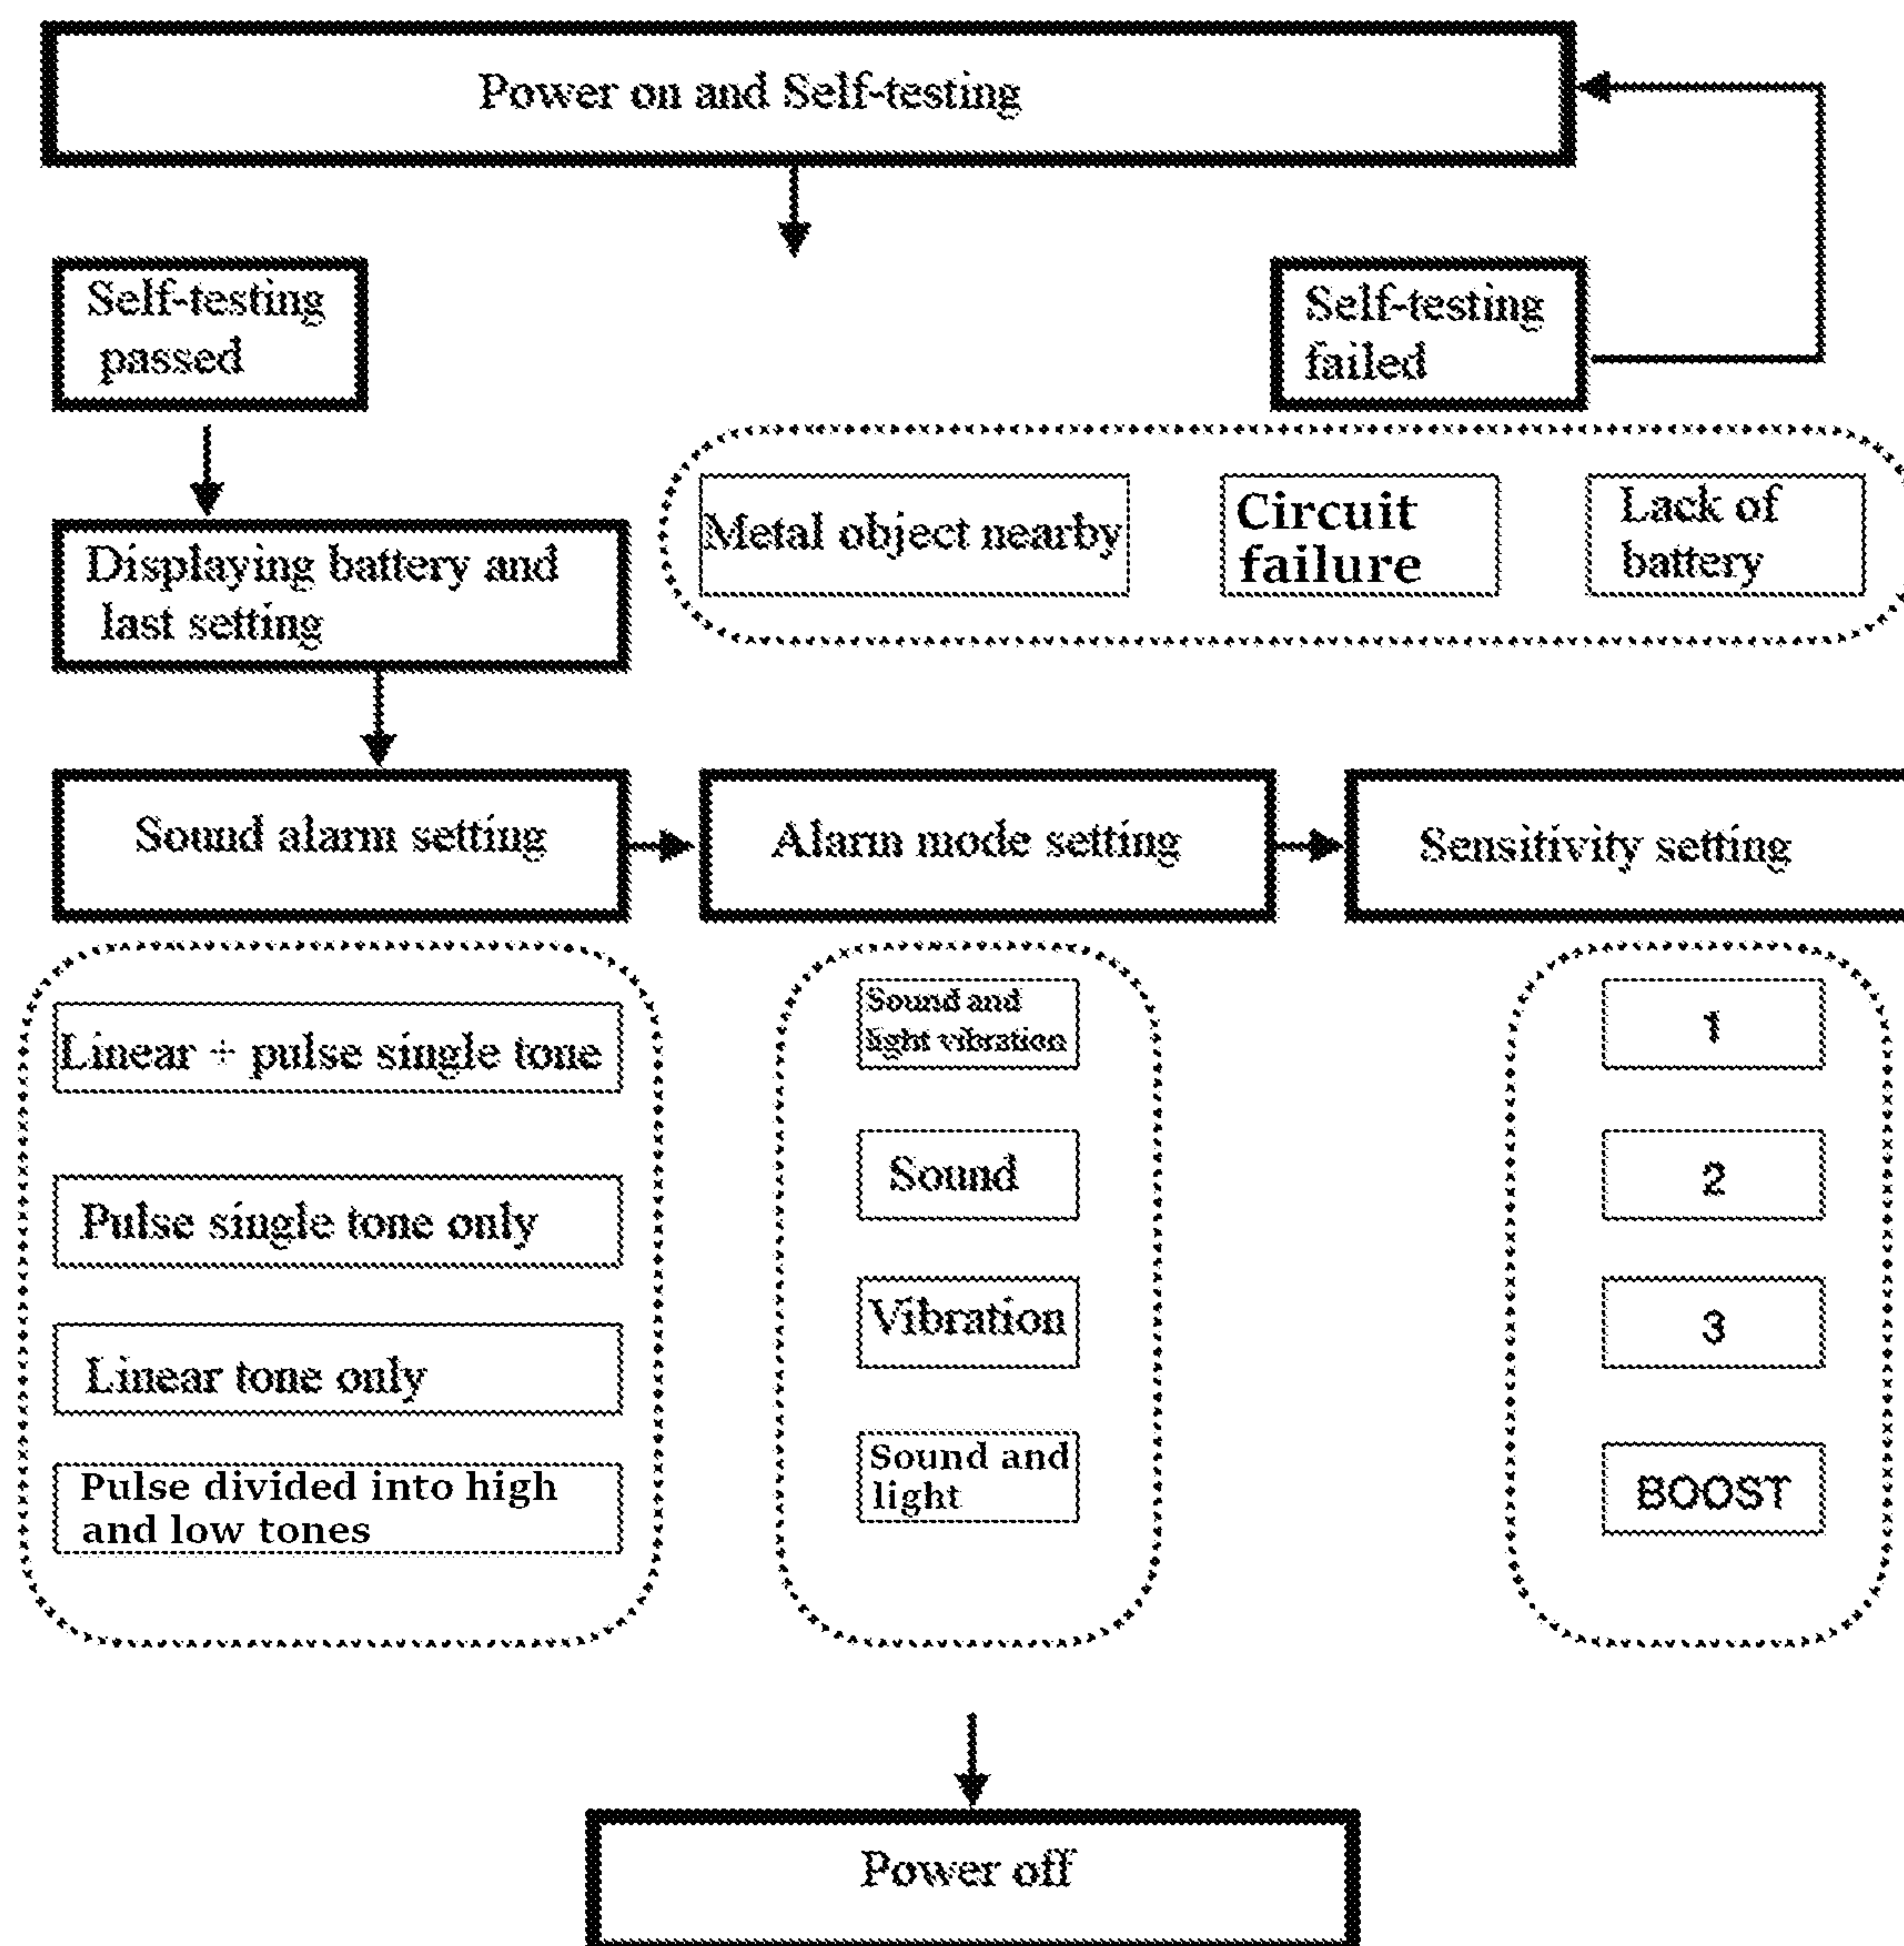 Power on and Self-testing
Self-testing
passed
Self-testing
failed
Metal object nearby
Circuit
failure
Lack of
battery
Displaying battery and
last setting
Sound alarm setting
Alarm mode setting
Sensitivity setting
Linear + pulse single tone
Pulse single tone only
Linear tone only
Pulse divided into high
and low tones
Sound and
light vibration
Sound
Vibration
Sound and
light
1
2
3
BOOST
Power off